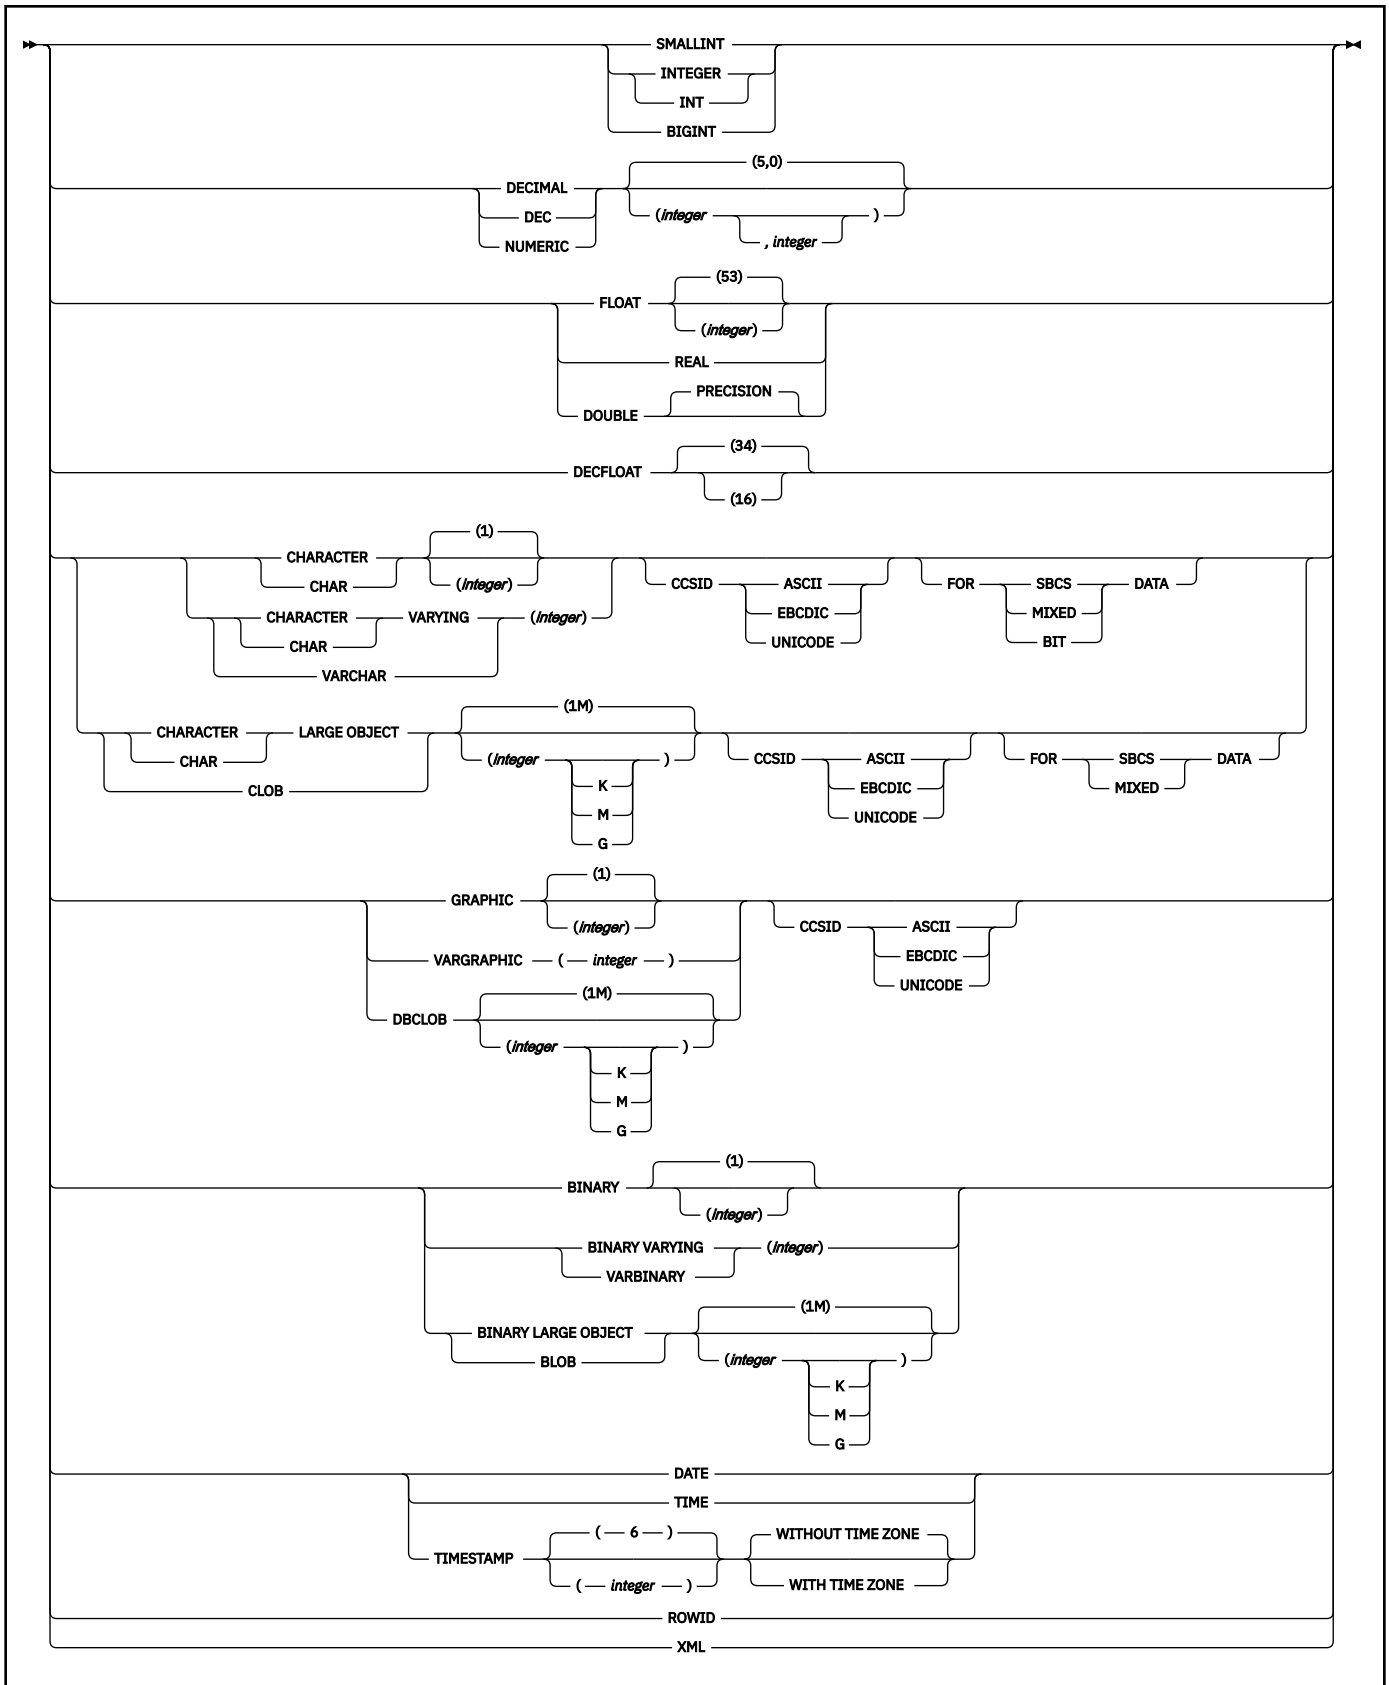 SMALLINT
INTEGER
INT
BIGINT
(5,0)
DECIMAL
DEC
(integer )
NUMERIC
, integer
(53)
FLOAT
(integer)
REAL
PRECISION
DOUBLE
(34)
DECFLOAT
(16)
(1)
CHARACTER
CHAR (integer) CCSID ASCII FOR SBCS DATA
CHARACTER VARYING (integer) EBCDIC MIXED
CHAR UNICODE BIT
VARCHAR
(1M)
CHARACTER LARGE OBJECT
CHAR (integer ) CCSID ASCII FOR SBCS DATA
CLOB K EBCDIC MIXED
M UNICODE
G
(1)
GRAPHIC
(integer) CCSID ASCII
VARGRAPHIC ( integer ) EBCDIC
UNICODE
(1M)
DBCLOB
(integer )
K
M
G
(1)
BINARY
(integer)
BINARY VARYING (integer)
VARBINARY
(1M)
BINARY LARGE OBJECT
BLOB (integer )
K
M
G
DATE
TIME
( 6 ) WITHOUT TIME ZONE
TIMESTAMP
( integer ) WITH TIME ZONE
ROWID
XML